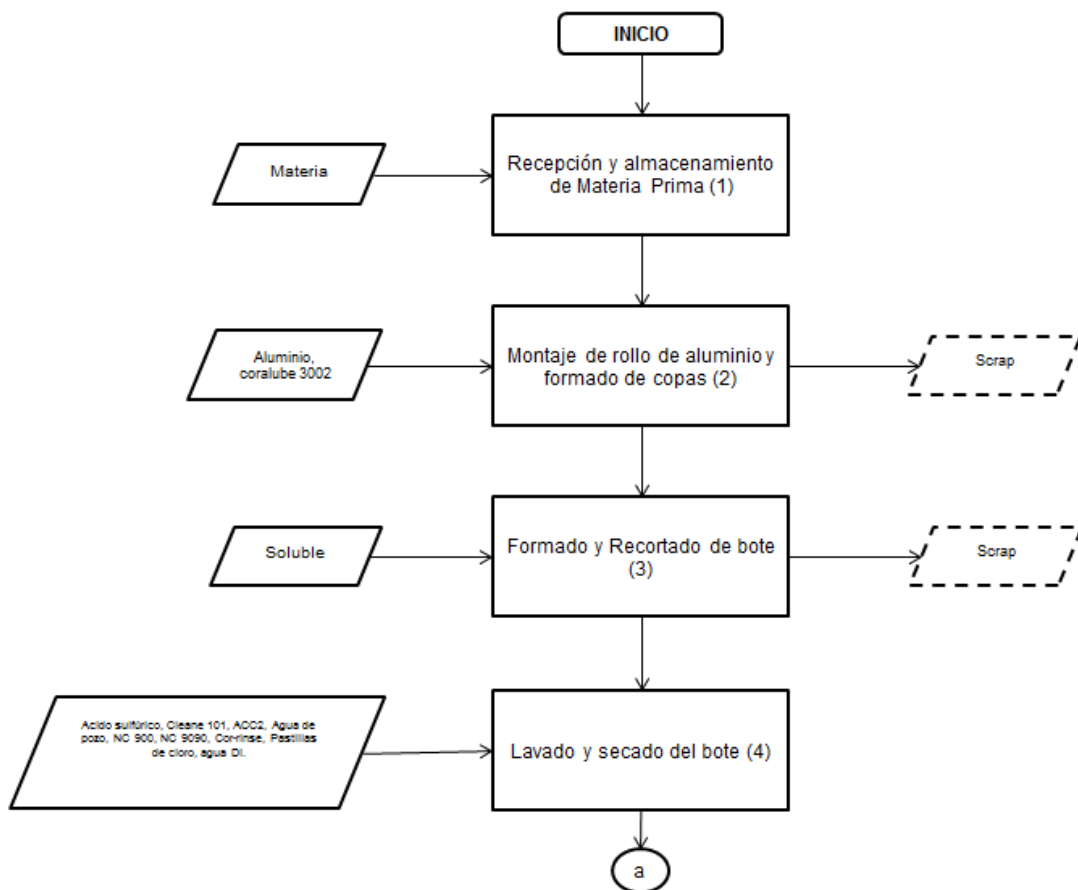 INICIO
Materia
Recepción y almacenamiento
de Materia Prima (1)
Aluminio,
coralube 3002
Montaje de rollo de aluminio y
formado de copas (2)
Scrap
Soluble
Formado y Recortado de bote
(3)
Scrap
Acido sulfúrico, Cleane 101, ACC2, Agua de
pozo, NC 900, NC 9090, Cor-rinse, Pastillas
de cloro, agua DI.
Lavado y secado del bote (4)
a